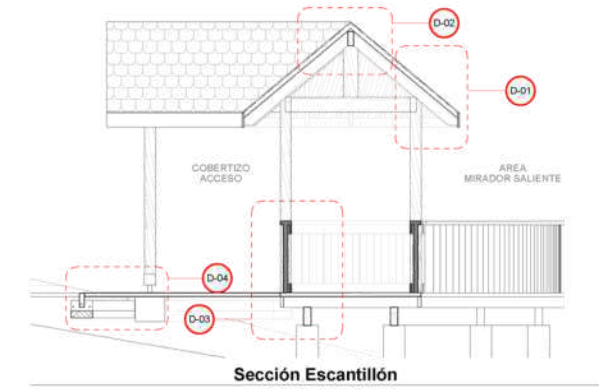 D-02
D-01
COBERTIZO
ACCESO
AREA
MIRADOR SALIENTE
D-04
D-03
Sección Escantillón